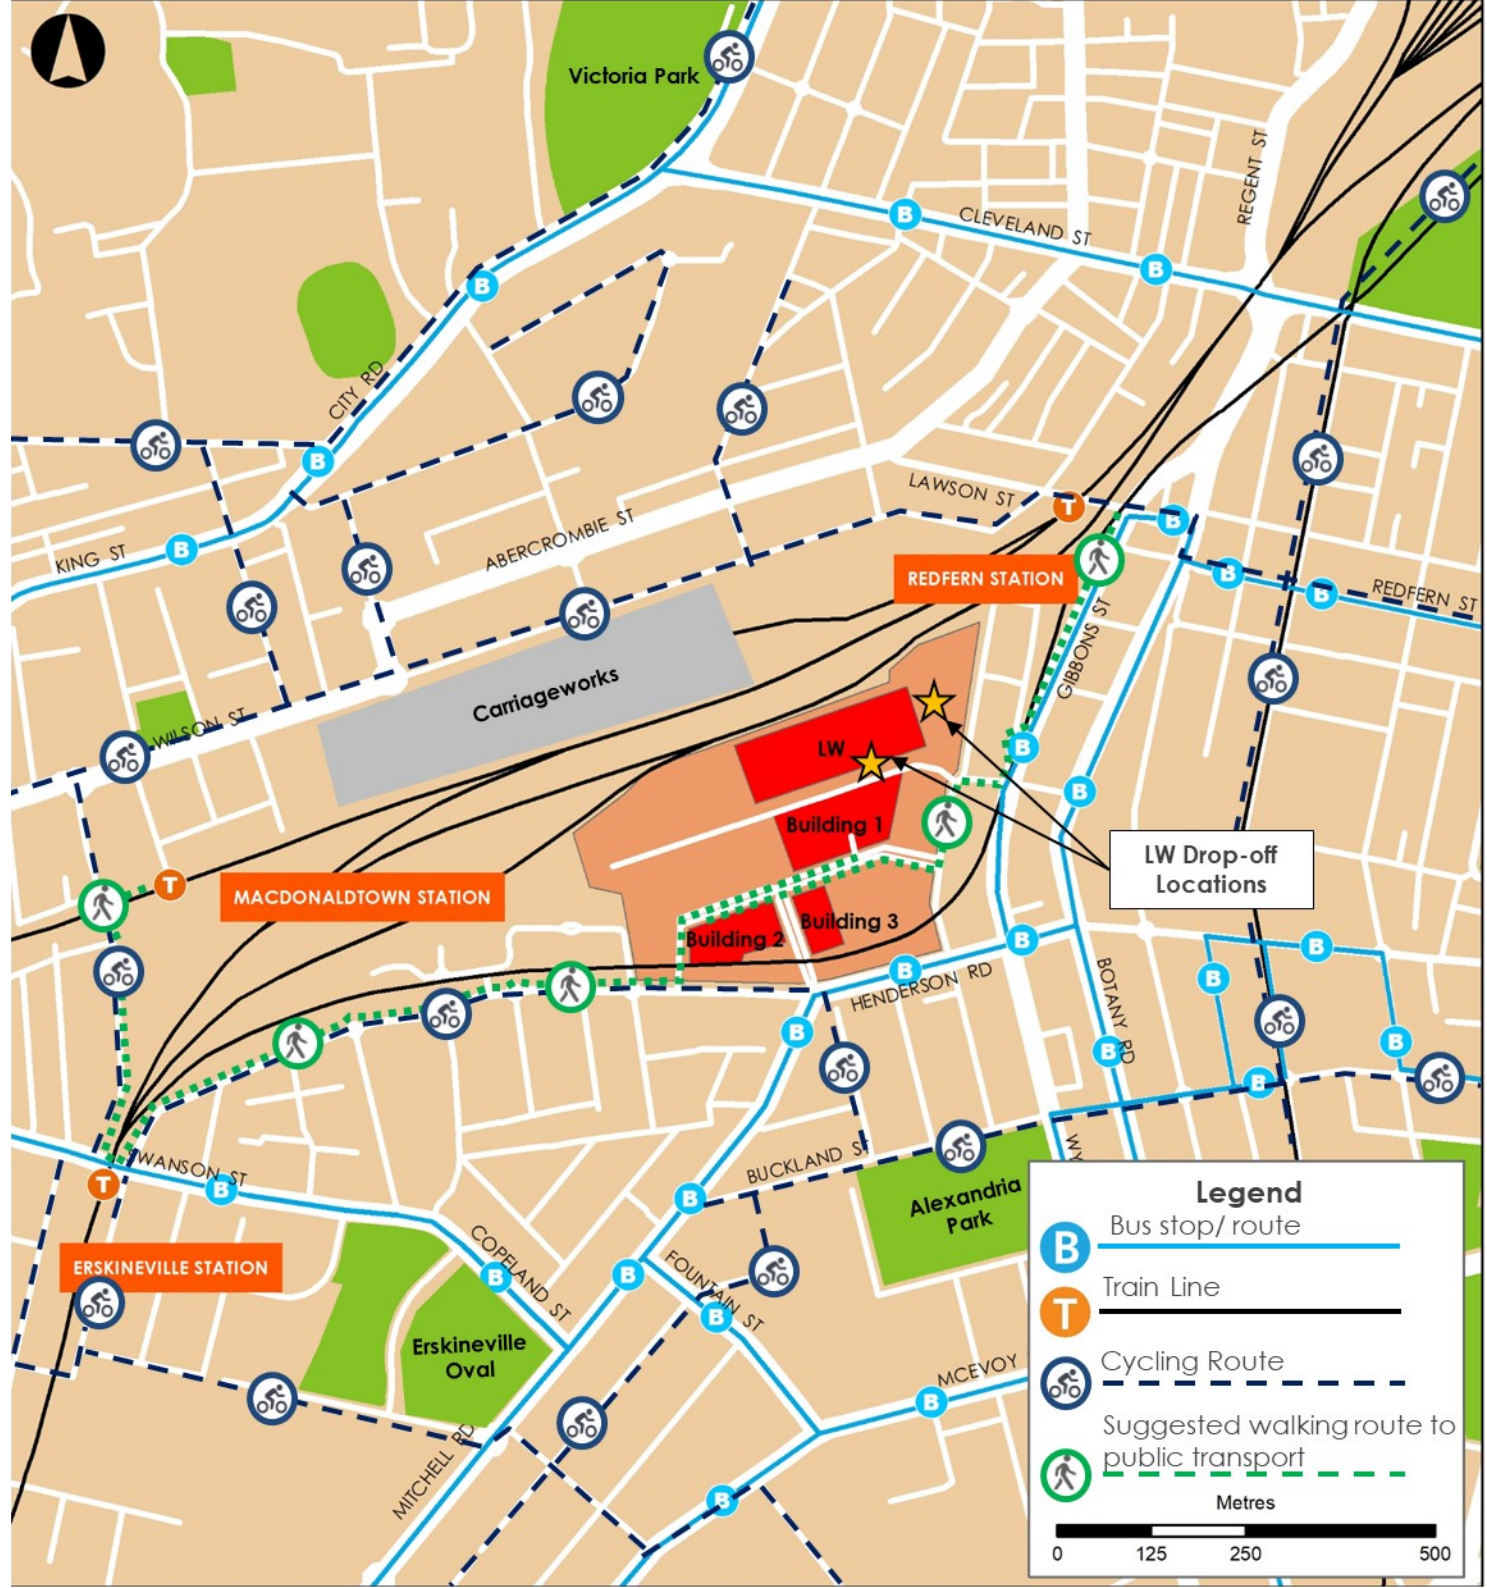 Victoria Park
REGENT ST
CLEVELAND ST
B
B
B
CITY RD
B
LAWSON ST
T
B
ABERCROMBIE ST
KING ST
B
REDFERN STATION
B
B
REDFERN ST
GIBBONS ST
Carriageworks
WILSON ST
LW
B
B
Building 1
LW Drop-off
Locations
T
MACDONALDTOWN STATION
Building 3
Building 2
B
B
B
B
HENDERSON RD
BOTANY RD
B
B
B
B
SWANSON ST
T
B
BUCKLAND ST
WY
Alexandria
Park
B
COPELAND ST
FOUNTAIN ST
ERSKINEVILLE STATION
B
B
B
Erskineville
Oval
MCEVOY
B
MITCHELL RD
B
Legend
B
Bus stop/ route
Train Line
T
Cycling Route
Suggested walking route to
public transport
Metres
0 125 250 500